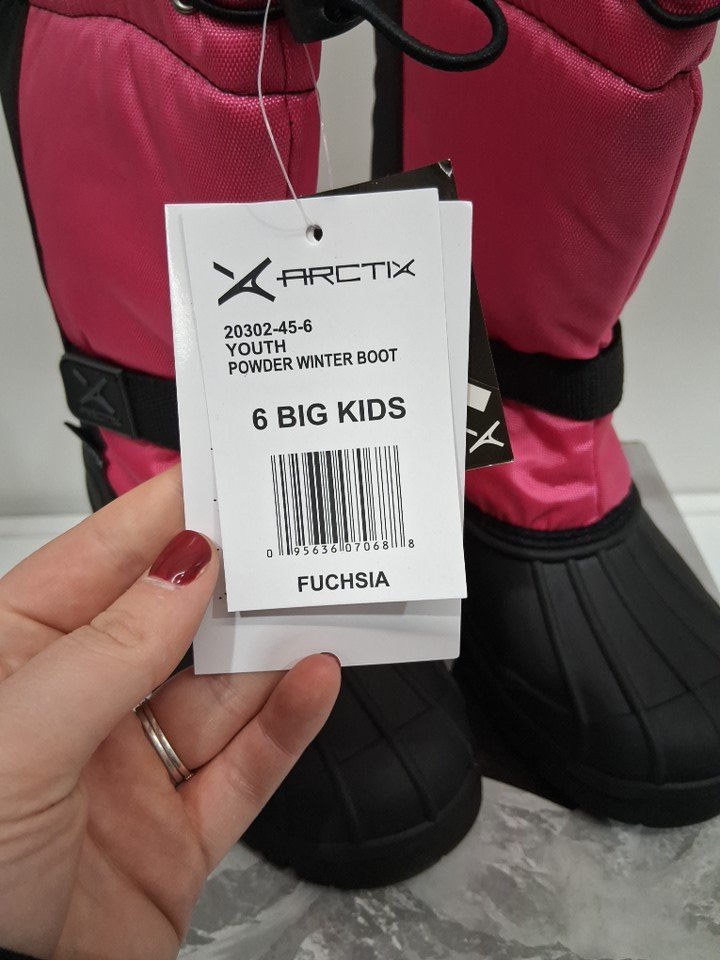 ARCTIX
20302-45-6
YOUTH
POWDER WINTER BOOT
6 BIG KIDS
0 95636 07068 8
FUCHSIA